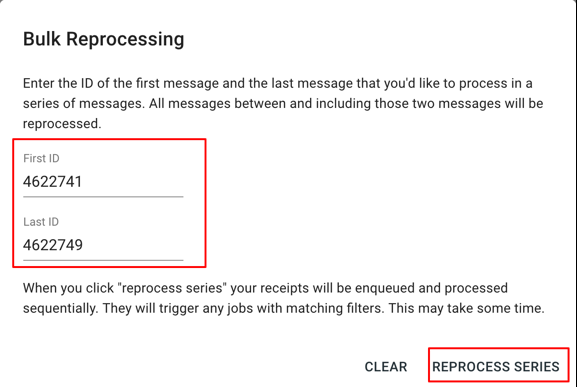 Bulk Reprocessing
Enter the ID of the first message and the last message that you'd like to process in a
series of messages. All messages between and including those two messages will be
reprocessed.
First ID
4622741
Last ID
4622749
When you click "reprocess series" your receipts will be enqueued and processed
sequentially. They will trigger any jobs with matching filters. This may take some time.
CLEAR REPROCESS SERIES